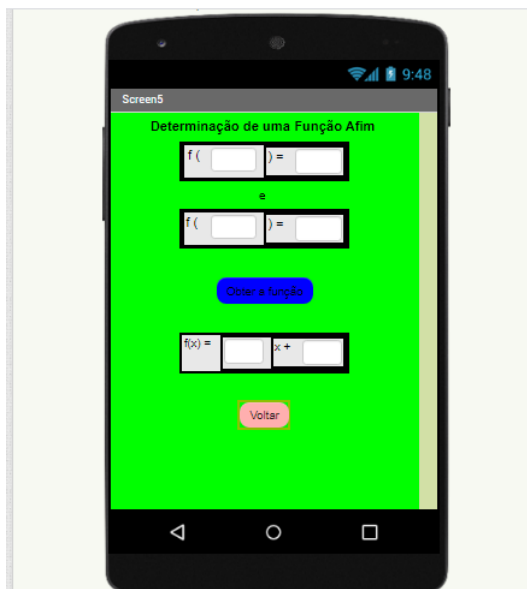 9:48
Screen5
Determinação de uma Função Afim
f ( ) =
e
f ( ) =
Obter a função
f(x) = x +
Voltar